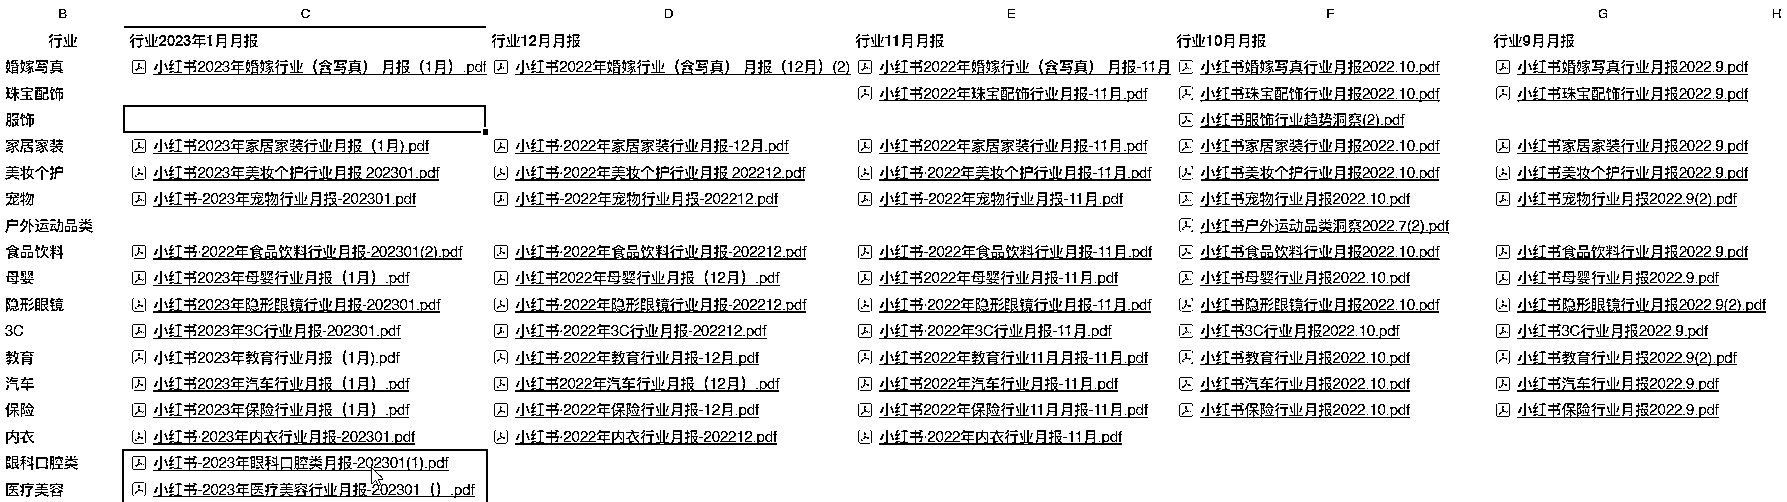 B C D E F G H
行业 行业2023年1月月报 行业12月月报 行业11月月报 行业10月月报 行业9月月报
婚嫁写真 小红书2023年婚嫁行业（含写真） 月报（1月）.pdf 小红书2022年婚嫁行业（含写真） 月报（12月）(2) 小红书2022年婚嫁行业（含写真） 月报-11月 小红书婚嫁写真行业月报2022.10.pdf 小红书婚嫁写真行业月报2022.9.pdf
珠宝配饰 小红书2022年珠宝配饰行业月报-11月.pdf 小红书珠宝配饰行业月报2022.10.pdf 小红书珠宝配饰行业月报2022.9.pdf
服饰 小红书服饰行业趋势洞察(2).pdf
家居家装 小红书2023年家居家装行业月报（1月).pdf 小红书-2022年家居家装行业月报-12月.pdf 小红书-2022年家居家装行业月报-11月.pdf 小红书家居家装行业月报2022.10.pdf 小红书家居家装行业月报2022.9.pdf
美妆个护 小红书2023年美妆个护行业月报 202301.pdf 小红书-2022年美妆个护行业月报 202212.pdf 小红书-2022年美妆个护行业月报-11月.pdf 小红书美妆个护行业月报2022.10.pdf 小红书美妆个护行业月报2022.9.pdf
宠物 小红书-2023年宠物行业月报-202301.pdf 小红书-2022年宠物行业月报-202212.pdf 小红书-2022年宠物行业月报-11月.pdf 小红书宠物行业月报2022.10.pdf 小红书宠物行业月报2022.9(2).pdf
户外运动品类 小红书户外运动品类洞察2022.7(2).pdf
食品饮料 小红书-2022年食品饮料行业月报-202301(2).pdf 小红书-2022年食品饮料行业月报-202212.pdf 小红书-2022年食品饮料行业月报-11月.pdf 小红书食品饮料行业月报2022.10.pdf 小红书食品饮料行业月报2022.9.pdf
母婴 小红书2023年母婴行业月报（1月）.pdf 小红书2022年母婴行业月报（12月）.pdf 小红书2022年母婴行业月报-11月.pdf 小红书母婴行业月报2022.10.pdf 小红书母婴行业月报2022.9.pdf
隐形眼镜 小红书2023年隐形眼镜行业月报-202301.pdf 小红书-2022年隐形眼镜行业月报-202212.pdf 小红书-2022年隐形眼镜行业月报-11月.pdf 小红书隐形眼镜行业月报2022.10.pdf 小红书隐形眼镜行业月报2022.9(2).pdf
3C 小红书2023年3C行业月报-202301.pdf 小红书-2022年3C行业月报-202212.pdf 小红书-2022年3C行业月报-11月.pdf 小红书3C行业月报2022.10.pdf 小红书3C行业月报2022.9.pdf
教育 小红书2023年教育行业月报（1月).pdf 小红书-2022年教育行业月报-12月.pdf 小红书-2022年教育行业11月月报-11月.pdf 小红书教育行业月报2022.10.pdf 小红书教育行业月报2022.9(2).pdf
汽车 小红书2023年汽车行业月报（1月）.pdf 小红书2022年汽车行业月报（12月）.pdf 小红书2022年汽车行业月报-11月.pdf 小红书汽车行业月报2022.10.pdf 小红书汽车行业月报2022.9.pdf
保险 小红书2023年保险行业月报（1月）.pdf 小红书-2022年保险行业月报-12月.pdf 小红书2022年保险行业11月月报-11月.pdf 小红书保险行业月报2022.10.pdf 小红书保险行业月报2022.9.pdf
内衣 小红书-2023年内衣行业月报-202301.pdf 小红书-2022年内衣行业月报-202212.pdf 小红书-2022年内衣行业月报-11月.pdf
眼科口腔类 小红书-2023年眼科口腔类月报-202301(1).pdf
医疗美容 小红书-2023年医疗美容行业月报-202301（）.pdf